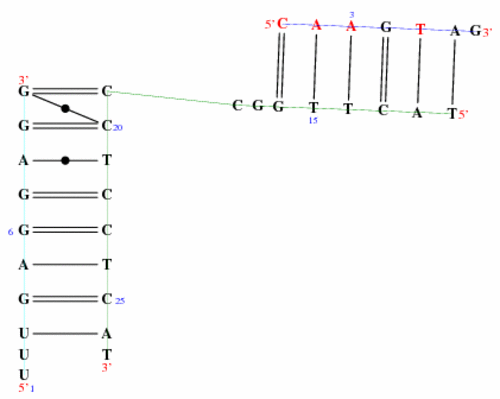 5' C A A G T A G 3'
3
C G G T T C A T 5'
15
3'
G C
G C 20
A T
G C
6 G C
A T
G C 25
U A
U T
U 1 3'
5'